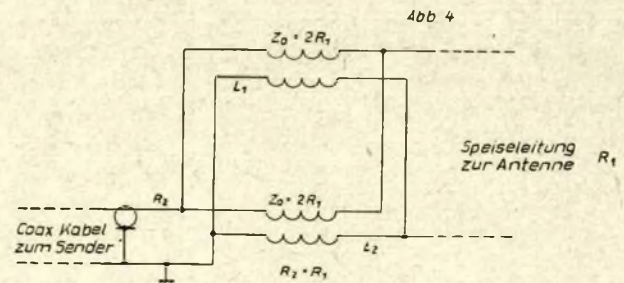 Abb 4
Z₀ = 2R₁
L₁
Speiseleitung
zur Antenne R₁
R₂
Z₀ = 2R₁
Coax Kabel
zum Sender
L₂
R₂ = R₁